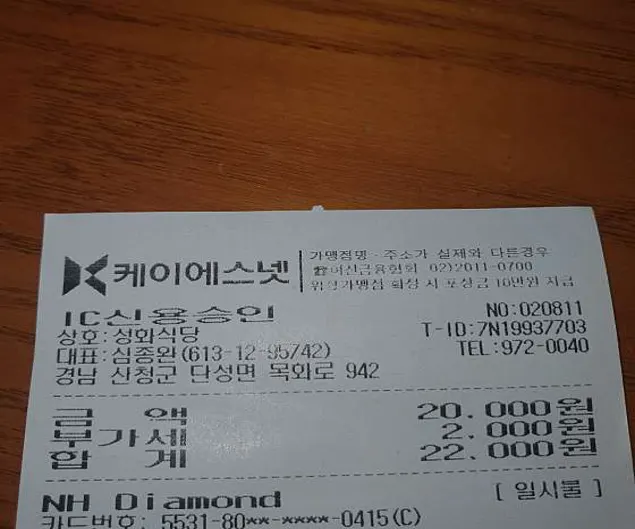 케이에스넷
가맹점명·주소가 실제와 다른경우
☎여신금융협회 02)2011-0700
위장가맹점 확정 시 포상금 10만원 지급
IC신용승인
NO:020811
상호:성화식당
T-ID:7N19937703
대표:심종완(613-12-95742)
TEL:972-0040
경남 산청군 단성면 목화로 942
금 액 20.000원
부가세 2.000원
합 계 22.000원
NH Diamond [ 일시불 ]
카드번호: 5531-80**-****-0415(C)